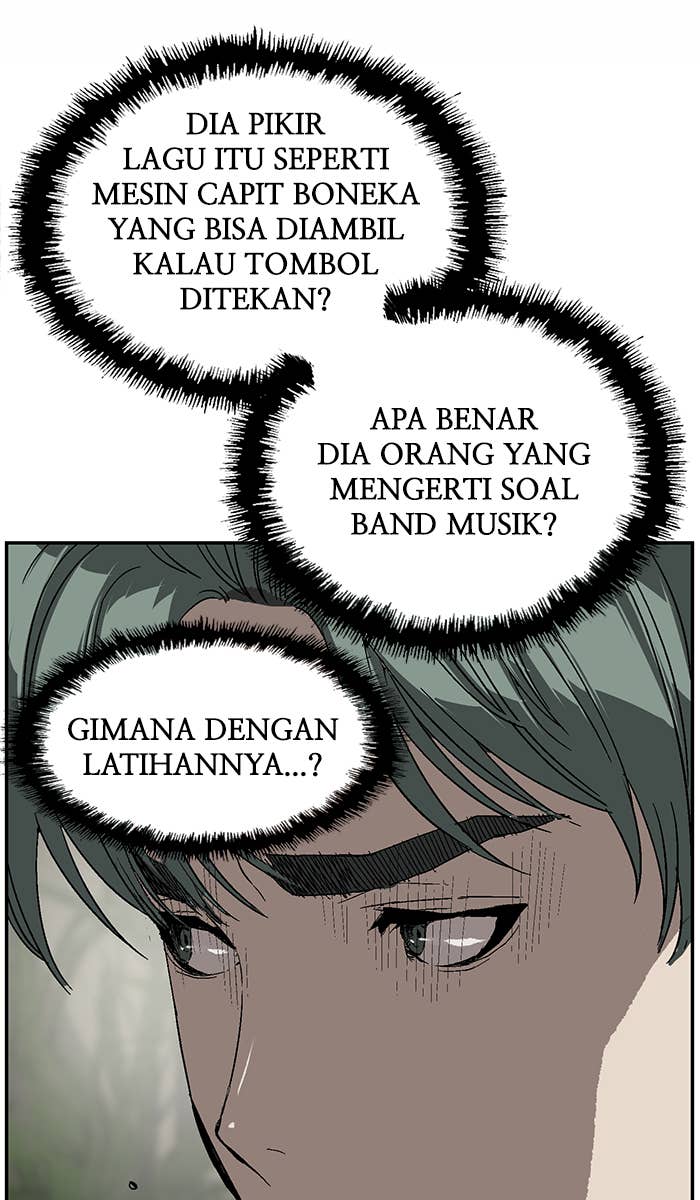 DIA PIKIR
LAGU ITU SEPERTI
MESIN CAPIT BONEKA
YANG BISA DIAMBIL
KALAU TOMBOL
DITEKAN?
APA BENAR
DIA ORANG YANG
MENGERTI SOAL
BAND MUSIK?
GIMANA DENGAN
LATIHANNYA...?